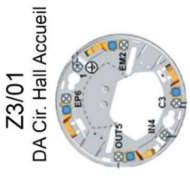 Z3/01
DA Cir. Hall Accueil
EM2
EP6
C3
IN4
OUT5